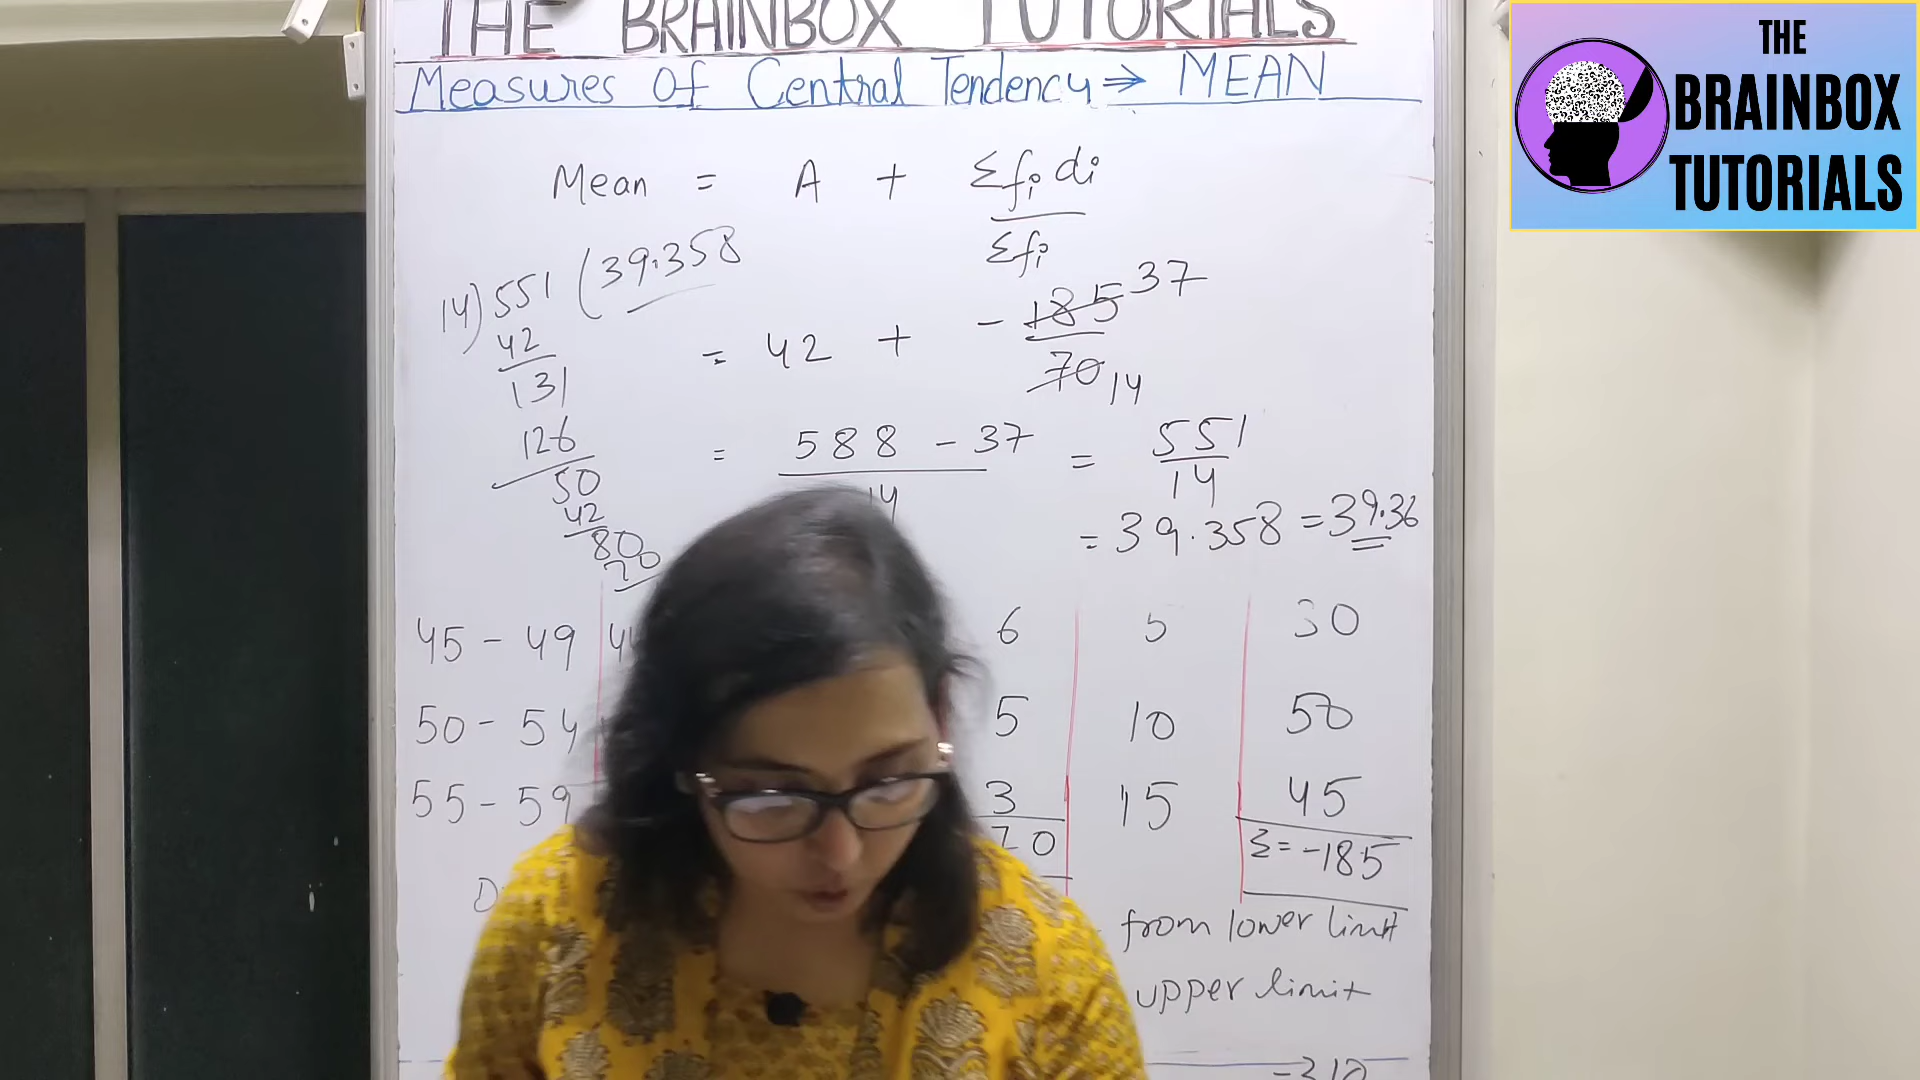 THE BRAINBOX TUTORIALS
Measures Of Central Tendency ⇒ MEAN
Mean = A + Σfidi
Σfi
14) 551 (39.358
42
131
126
50
42
80
70
= 42 + -185 37
70 14
= 588 - 37 = 551
14 14
= 39.358 = 39.36
45 - 49 44 6 5 30
50 - 54 5 10 50
55 - 59 3 15 45
70 Σ = -185
from lower limit
upper limit
-310
THE
BRAINBOX
TUTORIALS